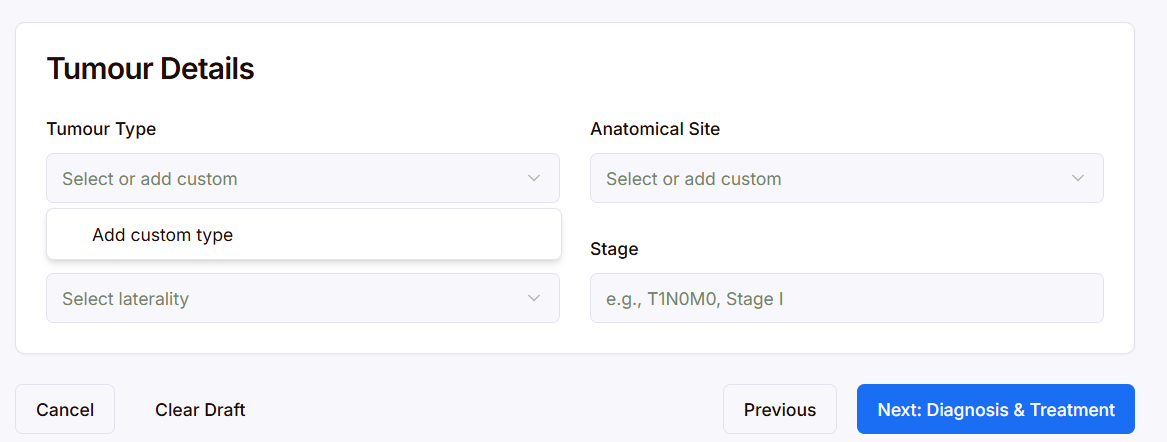 Tumour Details
Tumour Type
Anatomical Site
Select or add custom
Select or add custom
Add custom type
Stage
Select laterality
e.g., T1N0M0, Stage I
Cancel
Clear Draft
Previous
Next: Diagnosis & Treatment